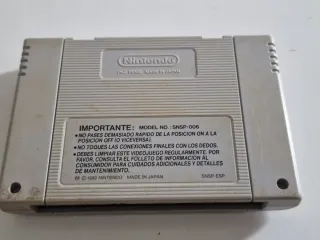 Nintendo
IMPORTANTE: MODEL NO.: SNSP-006
•NO PASES DEMASIADO RAPIDO DE LA POSICION ON A LA
POSICION OFF (O VICEVERSA).
•NO TOQUES LAS CONEXIONES FINALES CON LOS DEDOS.
•DEBES LIMPIAR ESTE VIDEOJUEGO REGULARMENTE. POR
FAVOR, CONSULTA EL FOLLETO DE INFORMACION AL
CONSUMIDOR PARA CUIDADOS ADICIONALES Y DETALLES
DE MANTENIMIENTO.
NINTENDO MADE IN JAPAN SNSP ESP